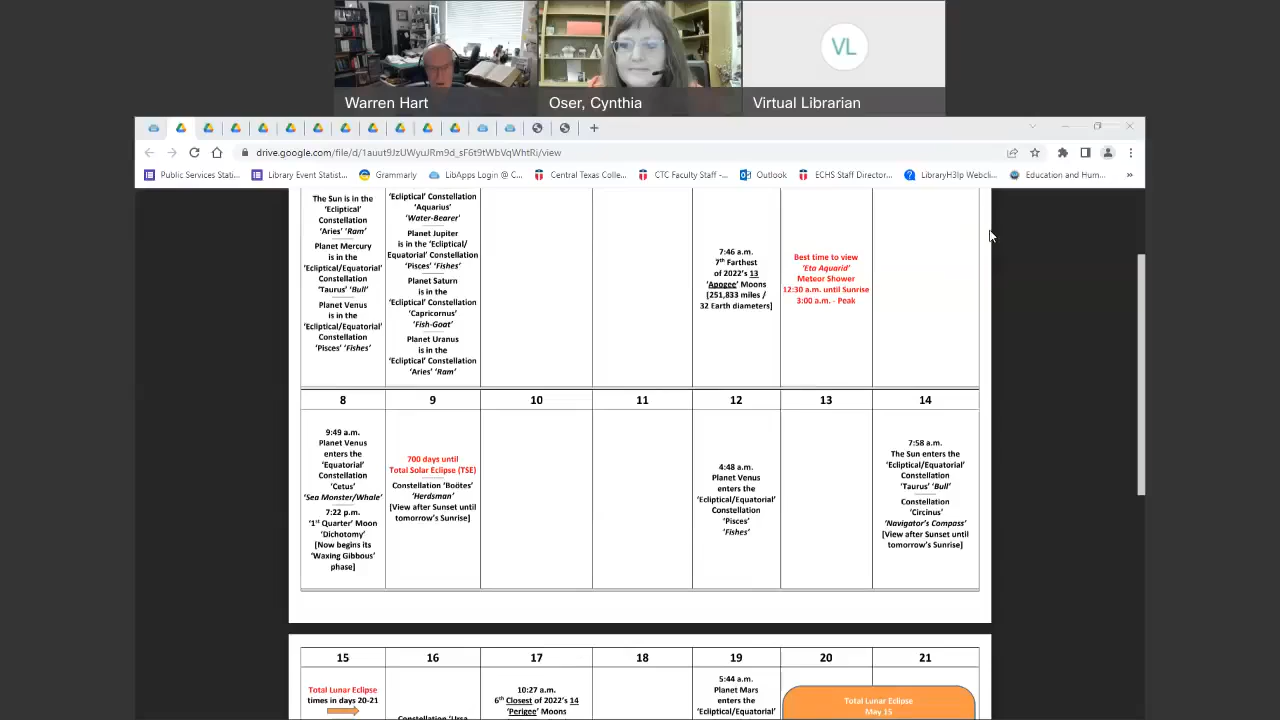 VL
Warren Hart
Oser, Cynthia
Virtual Librarian
drive.google.com/file/d/1auut9JzUWyuJRm9d_sF6t9tWbVqWhtRi/view
Public Services Stati...
Library Event Statist...
Grammarly
LibApps Login @ C...
Central Texas Colle...
CTC Faculty Staff -...
Outlook
ECHS Staff Director...
LibraryH3lp Webcli...
Education and Hum...
»
The Sun is in the
'Ecliptical'
Constellation
'Aries' 'Ram'
Planet Mercury
is in the
'Ecliptical/Equatorial'
Constellation
'Taurus' 'Bull'
Planet Venus
is in the
'Ecliptical/Equatorial'
Constellation
'Pisces' 'Fishes'
'Ecliptical' Constellation
'Aquarius'
'Water-Bearer'
Planet Jupiter
is in the 'Ecliptical/
Equatorial' Constellation
'Pisces' 'Fishes'
Planet Saturn
is in the
'Ecliptical' Constellation
'Capricornus'
'Fish-Goat'
Planet Uranus
is in the
'Ecliptical' Constellation
'Aries' 'Ram'
7:46 a.m.
7th Farthest
of 2022's 13
'Apogee' Moons
[251,833 miles /
32 Earth diameters]
Best time to view
'Eta Aquarid'
Meteor Shower
12:30 a.m. until Sunrise
3:00 a.m. - Peak
8 9 10 11 12 13 14
9:49 a.m.
Planet Venus
enters the
'Equatorial'
Constellation
'Cetus'
'Sea Monster/Whale'
7:22 p.m.
'1st Quarter' Moon
'Dichotomy'
[Now begins its
'Waxing Gibbous'
phase]
700 days until
Total Solar Eclipse (TSE)
Constellation 'Boötes'
'Herdsman'
[View after Sunset until
tomorrow's Sunrise]
4:48 a.m.
Planet Venus
enters the
'Ecliptical/Equatorial'
Constellation
'Pisces'
'Fishes'
7:58 a.m.
The Sun enters the
'Ecliptical/Equatorial'
Constellation
'Taurus' 'Bull'
Constellation
'Circinus'
'Navigator's Compass'
[View after Sunset until
tomorrow's Sunrise]
15 16 17 18 19 20 21
Total Lunar Eclipse
times in days 20-21
Constellation 'Ursa
10:27 a.m.
6th Closest of 2022's 14
'Perigee' Moons
5:44 a.m.
Planet Mars
enters the
'Ecliptical/Equatorial'
Total Lunar Eclipse
May 15